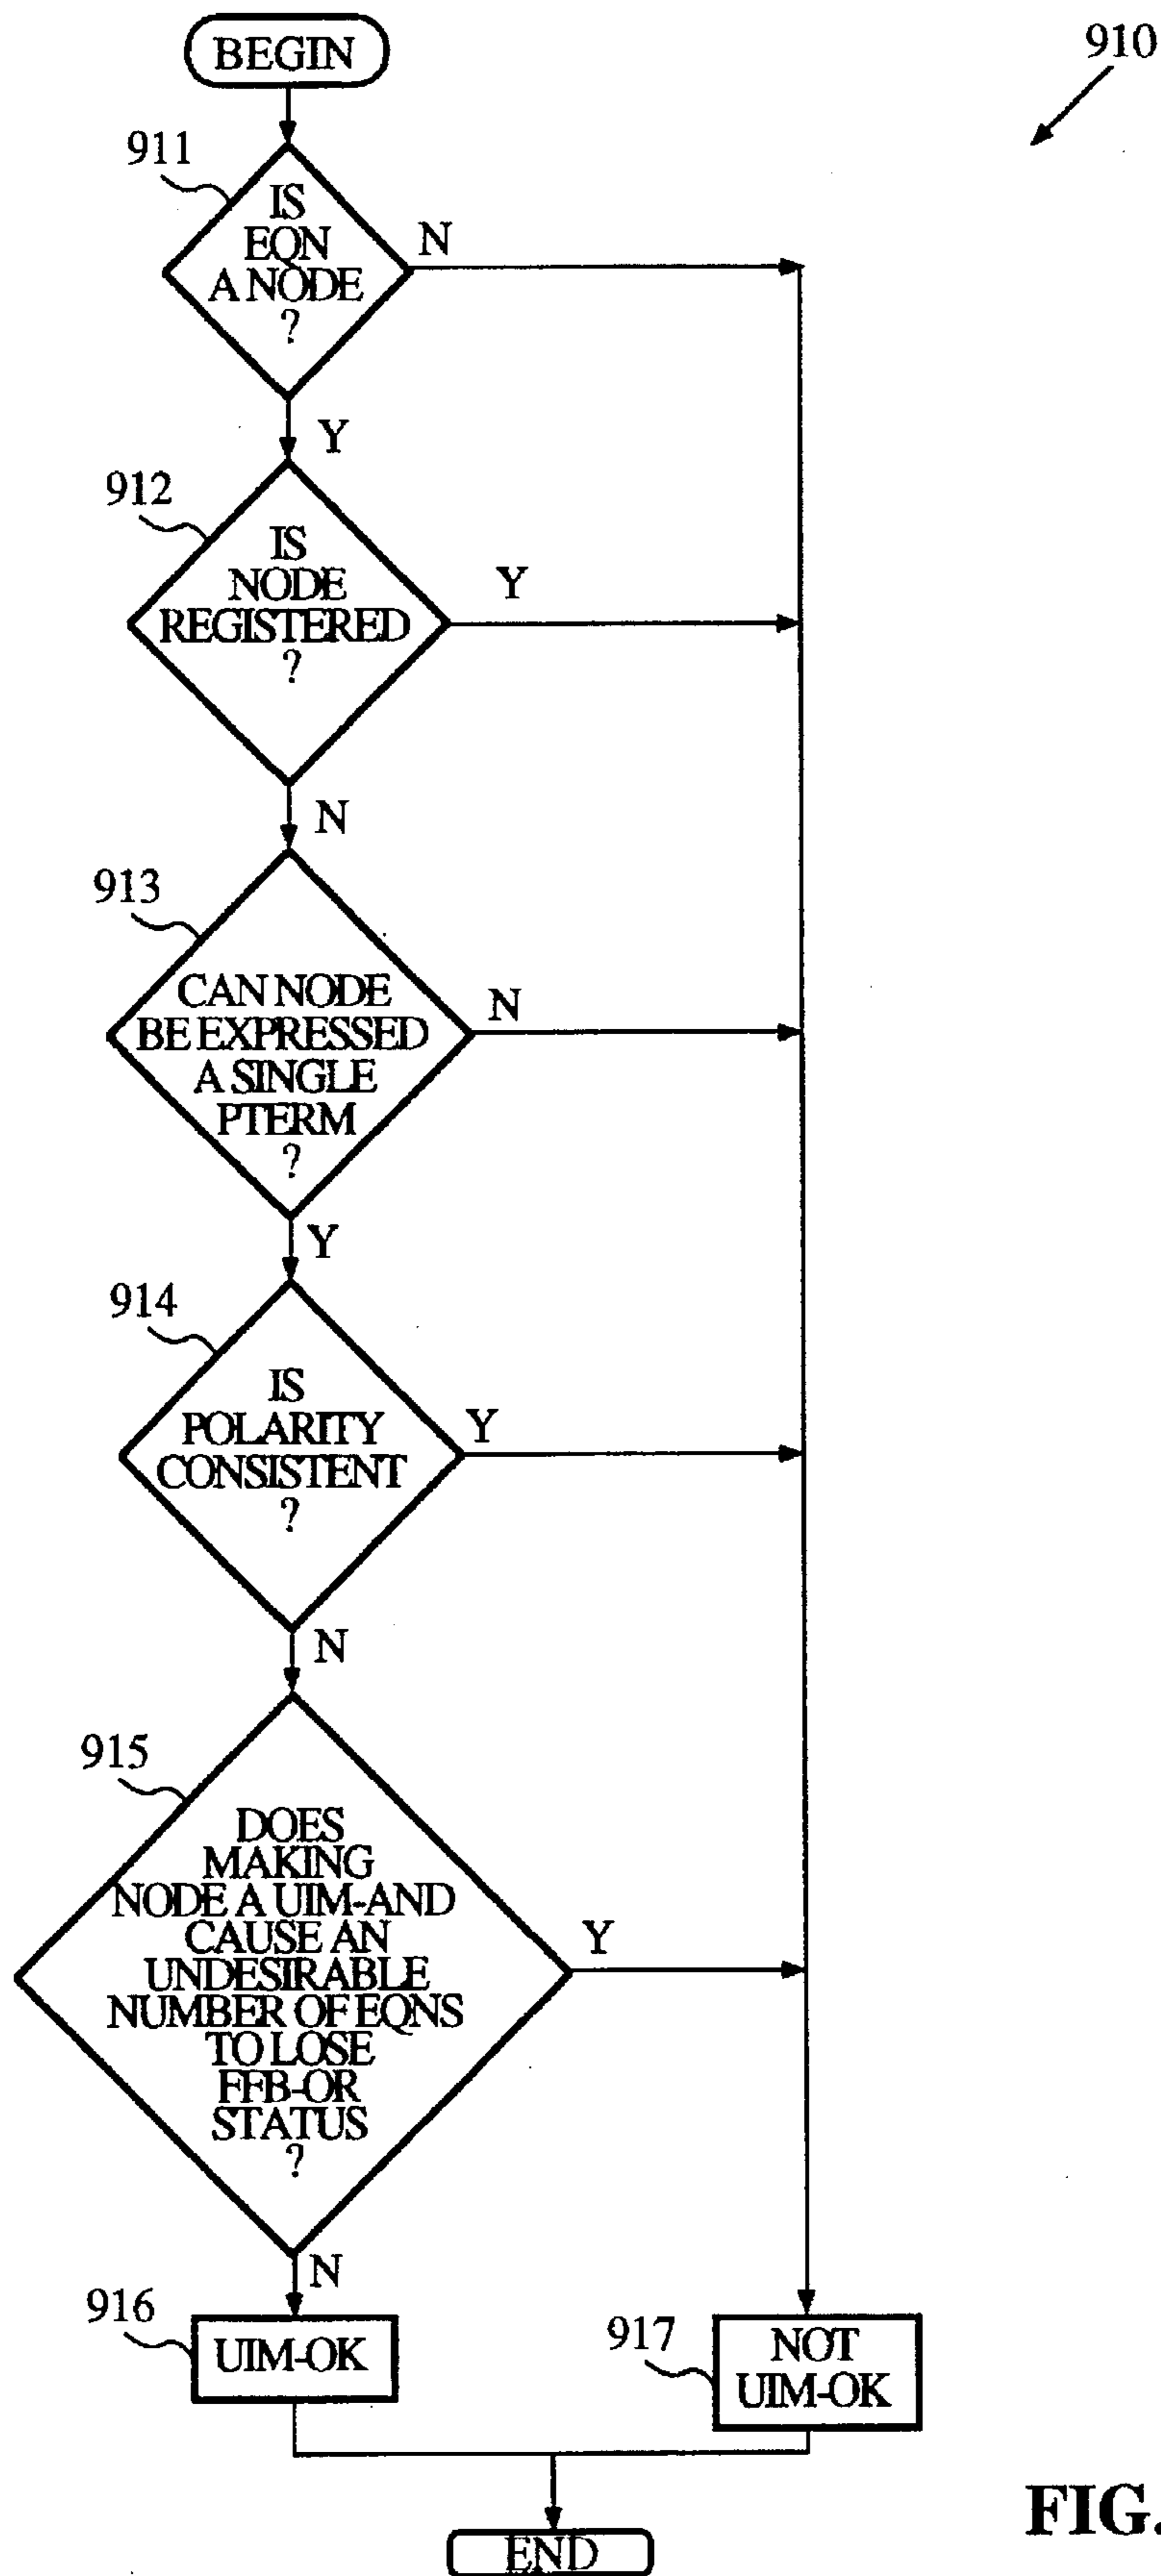 BEGIN
910
911
IS
EQN
A NODE
?
N
Y
912
IS
NODE
REGISTERED
?
Y
N
913
CAN NODE
BE EXPRESSED
A SINGLE
PTERM
?
N
Y
914
IS
POLARITY
CONSISTENT
?
Y
N
915
DOES
MAKING
NODE A UIM-AND
CAUSE AN
UNDESIRABLE
NUMBER OF EQNS
TO LOSE
FFB-OR
STATUS
?
Y
N
916
UIM-OK
917
NOT
UIM-OK
END
FIG.